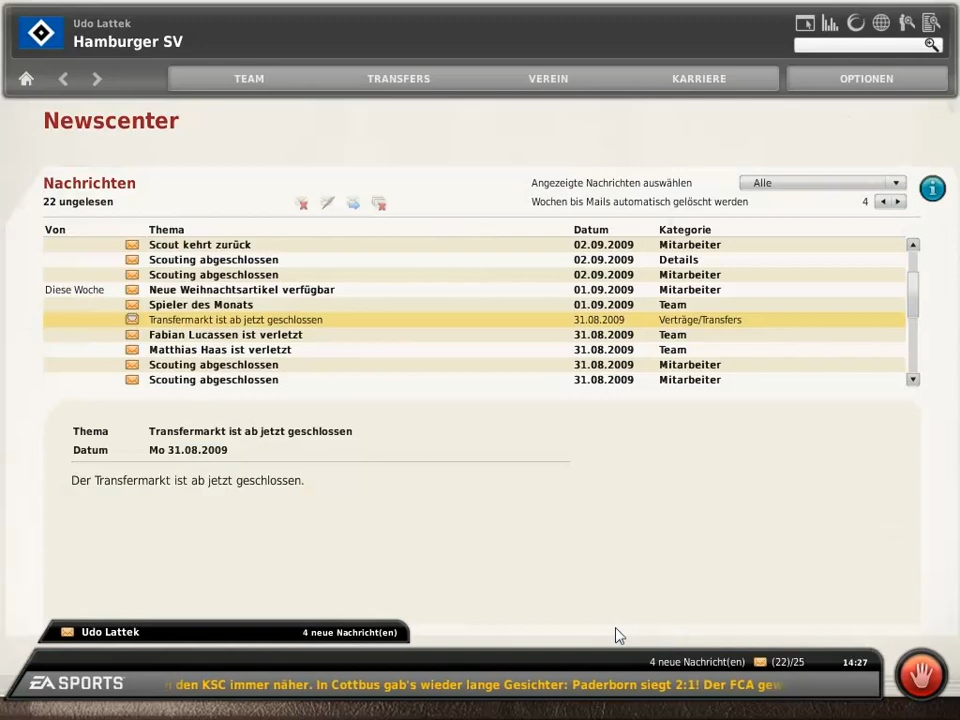 Udo Lattek
Hamburger SV
TEAM TRANSFERS VEREIN KARRIERE OPTIONEN
Newscenter
Nachrichten
22 ungelesen
Angezeigte Nachrichten auswählen Alle
Wochen bis Mails automatisch gelöscht werden 4
Von Thema Datum Kategorie
Scout kehrt zurück 02.09.2009 Mitarbeiter
Scouting abgeschlossen 02.09.2009 Details
Scouting abgeschlossen 02.09.2009 Mitarbeiter
Diese Woche Neue Weihnachtsartikel verfügbar 01.09.2009 Mitarbeiter
Spieler des Monats 01.09.2009 Team
Transfermarkt ist ab jetzt geschlossen 31.08.2009 Verträge/Transfers
Fabian Lucassen ist verletzt 31.08.2009 Team
Matthias Haas ist verletzt 31.08.2009 Team
Scouting abgeschlossen 31.08.2009 Mitarbeiter
Scouting abgeschlossen 31.08.2009 Mitarbeiter
Thema Transfermarkt ist ab jetzt geschlossen
Datum Mo 31.08.2009
Der Transfermarkt ist ab jetzt geschlossen.
Udo Lattek 4 neue Nachricht(en)
4 neue Nachricht(en) (22)/25 14:27
EA SPORTS den KSC immer näher. In Cottbus gab's wieder lange Gesichter: Paderborn siegt 2:1! Der FCA